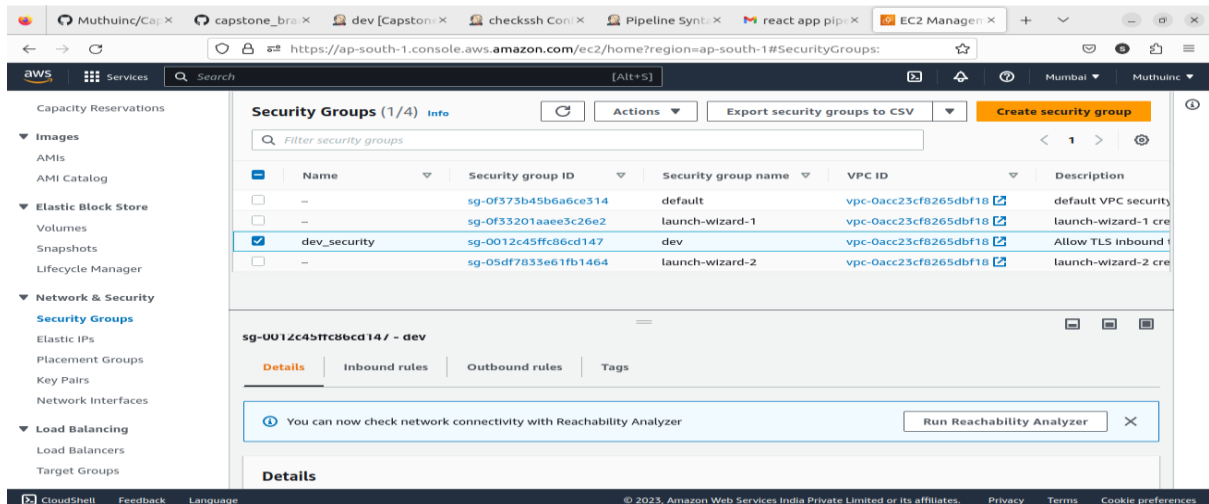 Muthuinc/Cap
capstone_bra
dev [Capston
checkssh Con
Pipeline Synta
react app pip
EC2 Managem
https://ap-south-1.console.aws.amazon.com/ec2/home?region=ap-south-1#SecurityGroups:
aws
Services
Search
[Alt+S]
Mumbai
Muthuinc
Capacity Reservations
Images
AMIs
AMI Catalog
Elastic Block Store
Volumes
Snapshots
Lifecycle Manager
Network & Security
Security Groups
Elastic IPs
Placement Groups
Key Pairs
Network Interfaces
Load Balancing
Load Balancers
Target Groups
Security Groups (1/4) Info
Actions
Export security groups to CSV
Create security group
Filter security groups
1
Name Security group ID Security group name VPC ID Description
– sg-0f373b45b6a6ce314 default vpc-0acc23cf8265dbf18 default VPC security
– sg-0f33201aaee3c26e2 launch-wizard-1 vpc-0acc23cf8265dbf18 launch-wizard-1 cre
dev_security sg-0012c45ffc86cd147 dev vpc-0acc23cf8265dbf18 Allow TLS inbound t
– sg-05df7833e61fb1464 launch-wizard-2 vpc-0acc23cf8265dbf18 launch-wizard-2 cre
sg-0012c45ffc86cd147 - dev
Details
Inbound rules
Outbound rules
Tags
You can now check network connectivity with Reachability Analyzer
Run Reachability Analyzer
Details
CloudShell
Feedback
Language
© 2023, Amazon Web Services India Private Limited or its affiliates.
Privacy
Terms
Cookie preferences